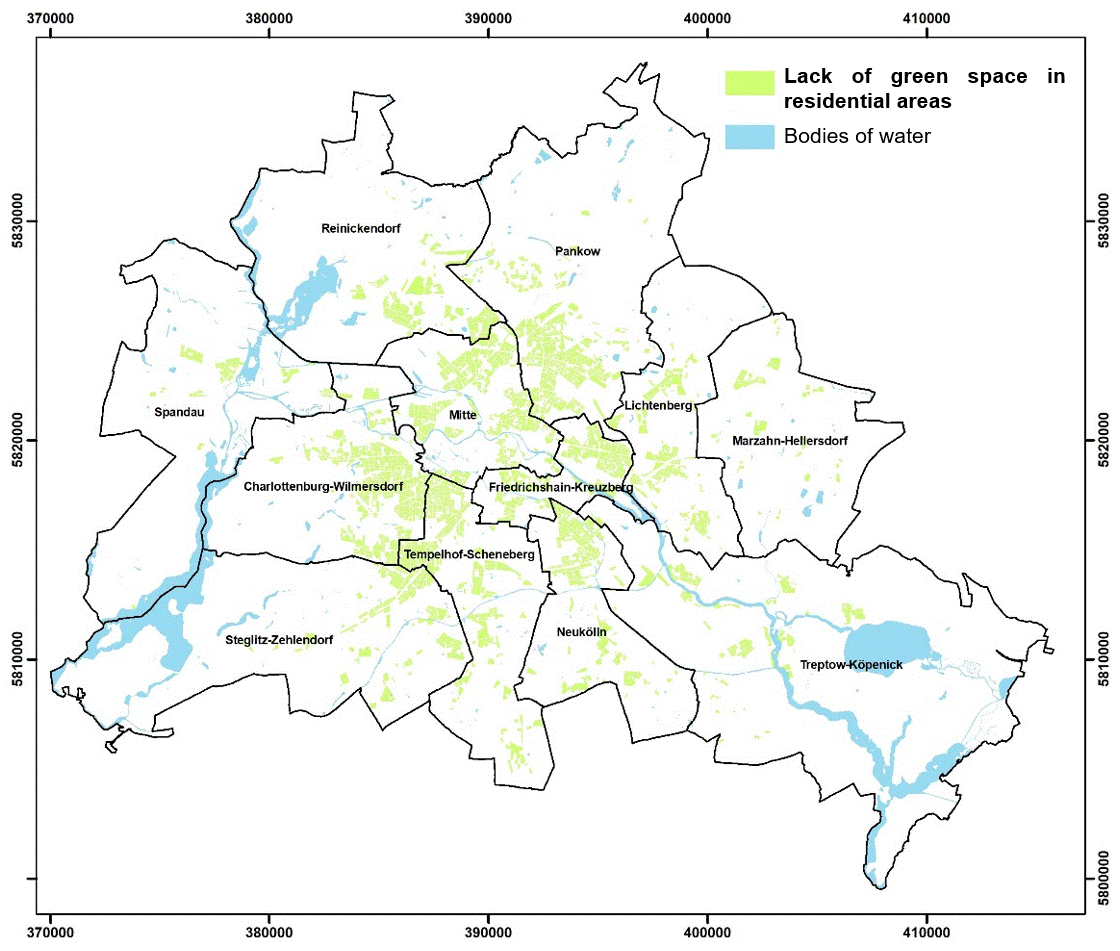 370000 380000 390000 400000 410000
Lack of green space in
residential areas
Bodies of water
5830000 5830000
Reinickendorf
Pankow
Spandau
Mitte
Lichtenberg
5820000 5820000
Marzahn-Hellersdorf
Charlottenburg-Wilmersdorf
Friedrichshain-Kreuzberg
Tempelhof-Scheneberg
Steglitz-Zehlendorf
Neukölln
5810000 5810000
Treptow-Köpenick
5800000
370000 380000 390000 400000 410000